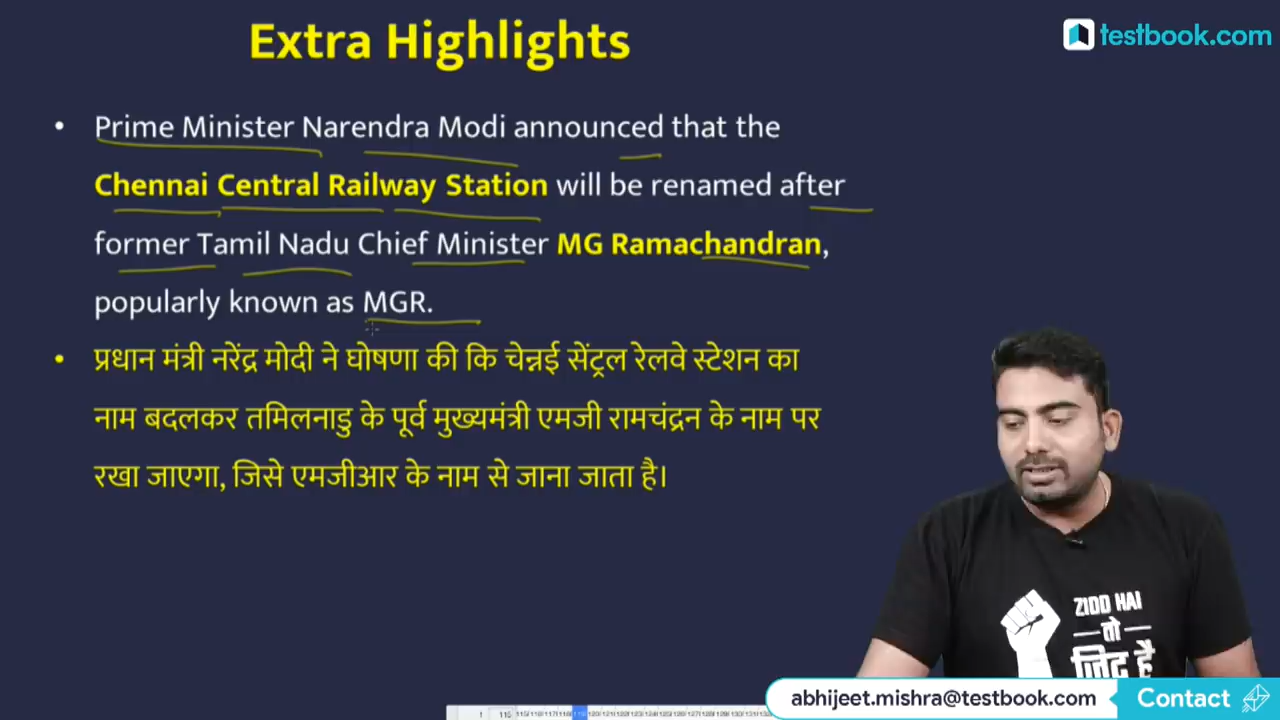 Extra Highlights
testbook.com
• Prime Minister Narendra Modi announced that the
Chennai Central Railway Station will be renamed after
former Tamil Nadu Chief Minister MG Ramachandran,
popularly known as MGR.
• प्रधान मंत्री नरेंद्र मोदी ने घोषणा की कि चेन्नई सेंट्रल रेलवे स्टेशन का
नाम बदलकर तमिलनाडु के पूर्व मुख्यमंत्री एमजी रामचंद्रन के नाम पर
रखा जाएगा, जिसे एमजीआर के नाम से जाना जाता है।
ZIDD HAI
तो
ज़िद है
abhijeet.mishra@testbook.com Contact